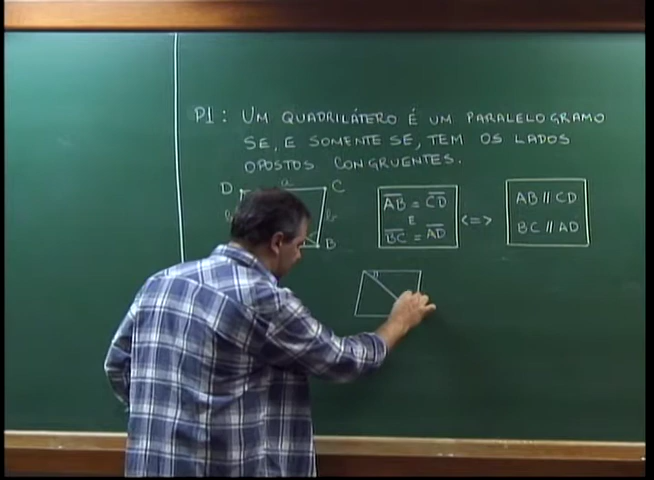 P1: UM QUADRILÁTERO É UM PARALELOGRAMO
SE, E SOMENTE SE, TEM OS LADOS
OPOSTOS CONGRUENTES.
D a C
b b
B
AB = CD
E
BC = AD
<=>
AB // CD
BC // AD